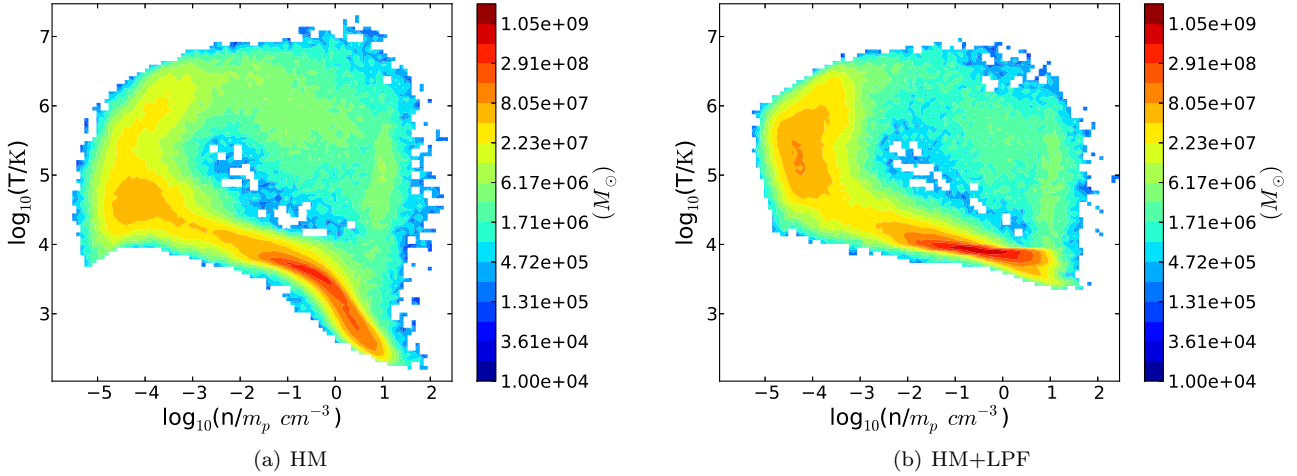 7
6
5
4
3
log₁₀(T/K)
−5 −4 −3 −2 −1 0 1 2
log₁₀(n/mₚ cm⁻³)
1.05e+09
2.91e+08
8.05e+07
2.23e+07
6.17e+06
1.71e+06
4.72e+05
1.31e+05
3.61e+04
1.00e+04
(M⊙)
(a) HM
7
6
5
4
3
log₁₀(T/K)
−5 −4 −3 −2 −1 0 1 2
log₁₀(n/mₚ cm⁻³)
1.05e+09
2.91e+08
8.05e+07
2.23e+07
6.17e+06
1.71e+06
4.72e+05
1.31e+05
3.61e+04
1.00e+04
(M⊙)
(b) HM+LPF